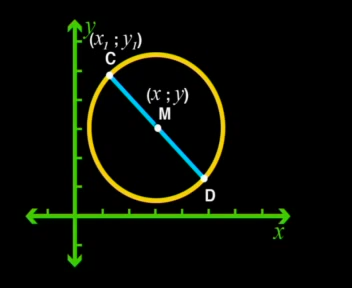 y
(x₁ ; y₁)
C
(x ; y)
M
D
x